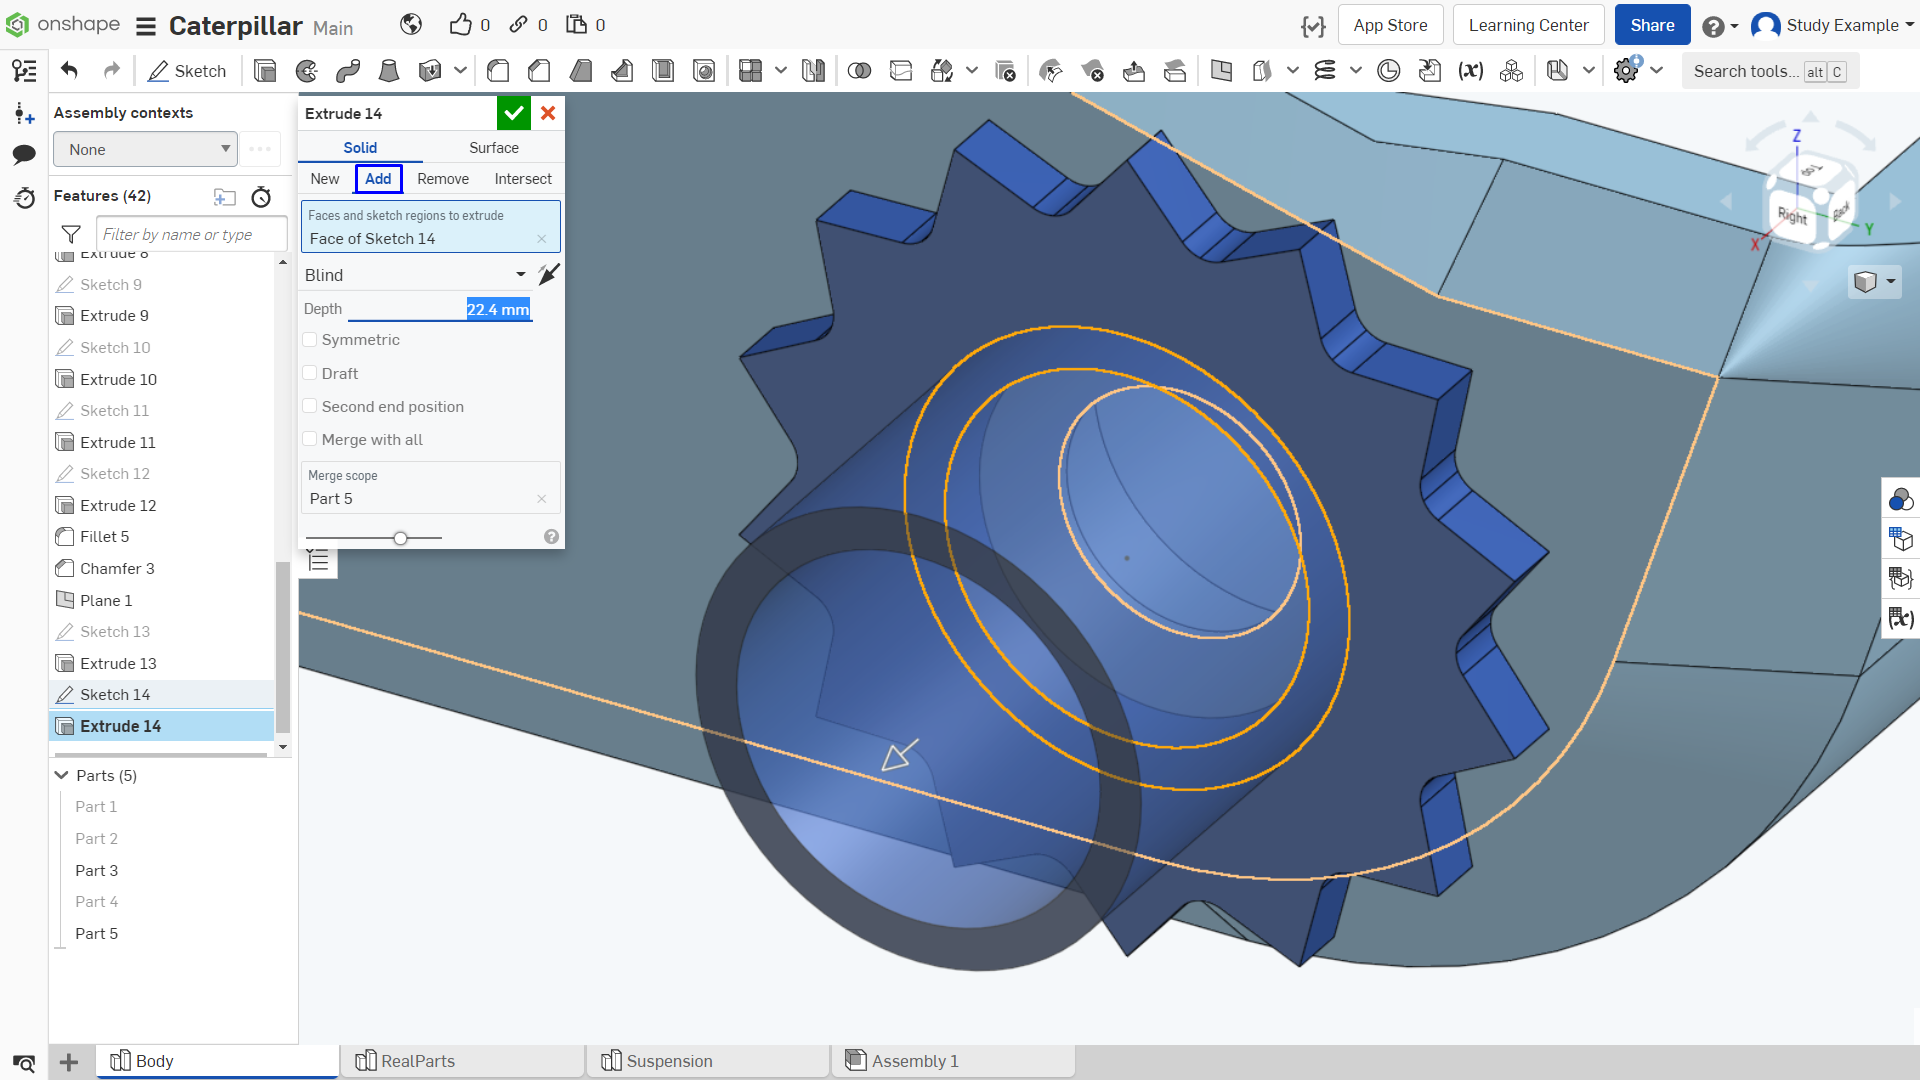 onshape
Caterpillar Main
0
0
0
App Store
Learning Center
Share
Study Example
Sketch
Search tools... alt C
Assembly contexts
None
Features (42)
Filter by name or type
Extrude 8
Sketch 9
Extrude 9
Sketch 10
Extrude 10
Sketch 11
Extrude 11
Sketch 12
Extrude 12
Fillet 5
Chamfer 3
Plane 1
Sketch 13
Extrude 13
Sketch 14
Extrude 14
Parts (5)
Part 1
Part 2
Part 3
Part 4
Part 5
Extrude 14
Solid
Surface
New
Add
Remove
Intersect
Faces and sketch regions to extrude
Face of Sketch 14
Blind
Depth
22.4 mm
Symmetric
Draft
Second end position
Merge with all
Merge scope
Part 5
Z
Top
Right
Back
X
Y
Body
RealParts
Suspension
Assembly 1